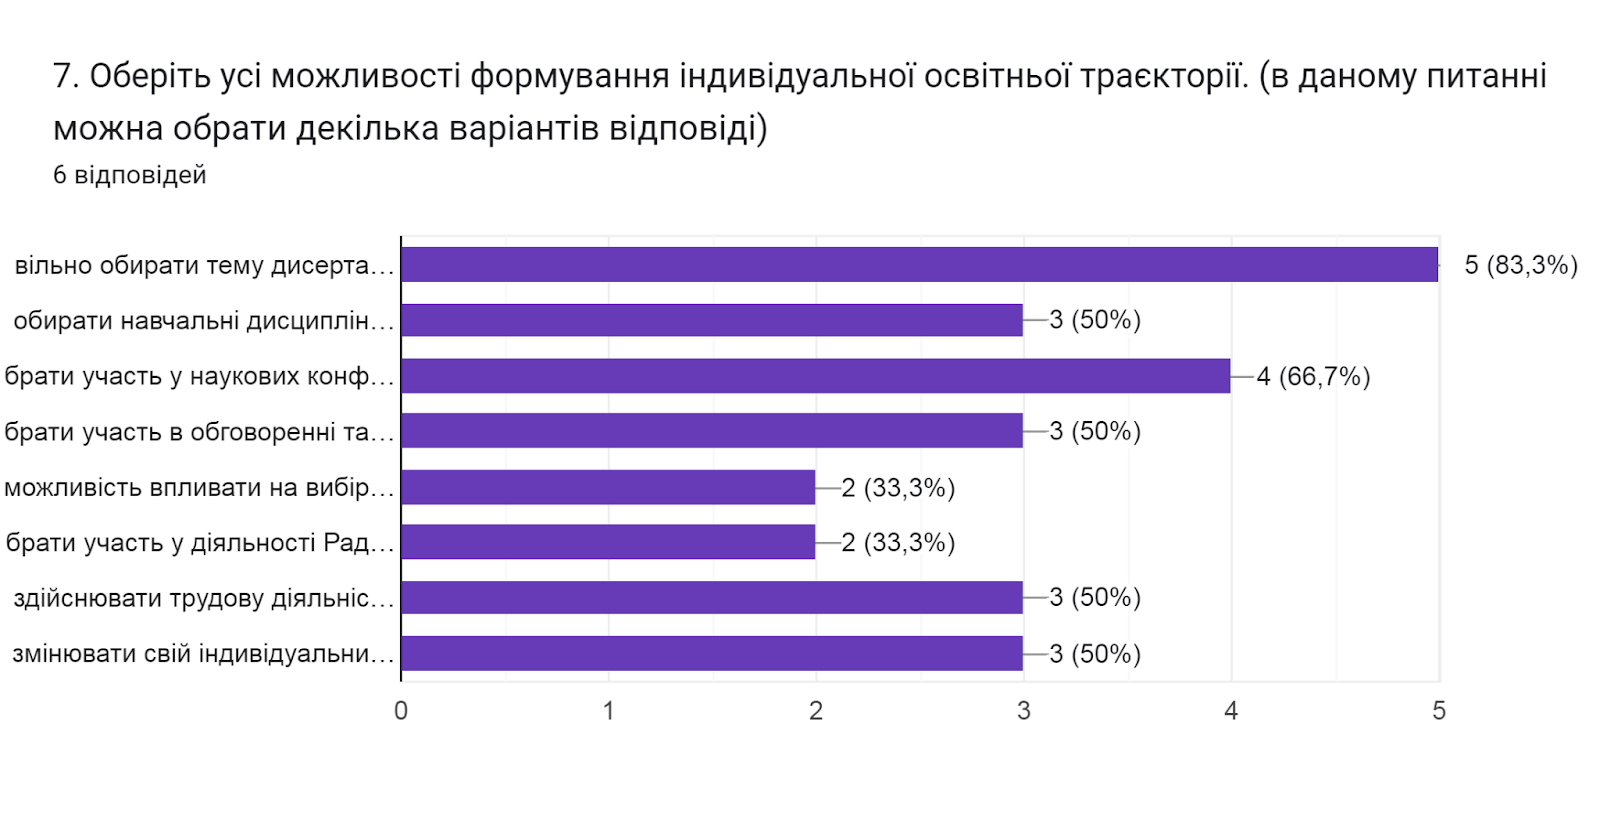 7. Оберіть усі можливості формування індивідуальної освітньої траєкторії. (в даному питанні
можна обрати декілька варіантів відповіді)
6 відповідей
вільно обирати тему дисерта…
5 (83,3%)
обирати навчальні дисциплін…
3 (50%)
брати участь у наукових конф…
4 (66,7%)
брати участь в обговоренні та…
3 (50%)
можливість впливати на вибір…
2 (33,3%)
брати участь у діяльності Рад…
2 (33,3%)
здійснювати трудову діяльніс…
3 (50%)
змінювати свій індивідуальни…
3 (50%)
0 1 2 3 4 5